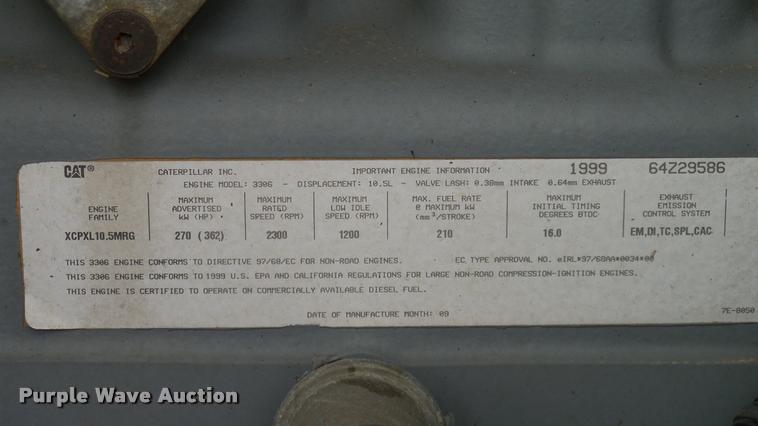 CAT® CATERPILLAR INC. IMPORTANT ENGINE INFORMATION 1999 64Z29586
ENGINE MODEL: 3306 - DISPLACEMENT: 10.5L - VALVE LASH: 0.38mm INTAKE 0.64mm EXHAUST
ENGINE FAMILY
MAXIMUM ADVERTISED kW (HP)
MAXIMUM RATED SPEED (RPM)
MAXIMUM LOW IDLE SPEED (RPM)
MAX. FUEL RATE @ MAXIMUM kW (mm³/STROKE)
MAXIMUM INITIAL TIMING DEGREES BTDC
EXHAUST EMISSION CONTROL SYSTEM
XCPXL10.5MRG 270 (362) 2300 1200 210 16.0 EM,DI,TC,SPL,CAC
THIS 3306 ENGINE CONFORMS TO DIRECTIVE 97/68/EC FOR NON-ROAD ENGINES. EC TYPE APPROVAL NO. eIRL*97/68AA*0034*00
THIS 3306 ENGINE CONFORMS TO 1999 U.S. EPA AND CALIFORNIA REGULATIONS FOR LARGE NON-ROAD COMPRESSION-IGNITION ENGINES.
THIS ENGINE IS CERTIFIED TO OPERATE ON COMMERCIALLY AVAILABLE DIESEL FUEL.
DATE OF MANUFACTURE MONTH: 09
7E-8050
Purple Wave Auction